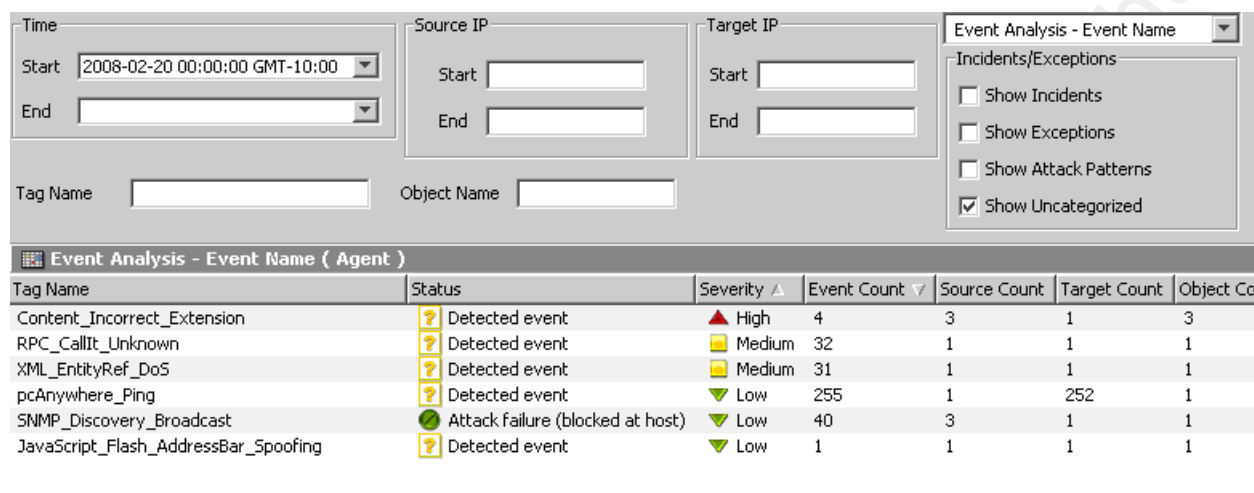 Time
Start 2008-02-20 00:00:00 GMT-10:00
End
Source IP
Start
End
Target IP
Start
End
Event Analysis - Event Name
Incidents/Exceptions
Show Incidents
Show Exceptions
Show Attack Patterns
Show Uncategorized
Tag Name
Object Name
Event Analysis - Event Name ( Agent )
Tag Name Status Severity Event Count Source Count Target Count Object Co
Content_Incorrect_Extension ? Detected event High 4 3 1 3
RPC_CallIt_Unknown ? Detected event Medium 32 1 1 1
XML_EntityRef_DoS ? Detected event Medium 31 1 1 1
pcAnywhere_Ping ? Detected event Low 255 1 252 1
SNMP_Discovery_Broadcast Attack failure (blocked at host) Low 40 3 1 1
JavaScript_Flash_AddressBar_Spoofing ? Detected event Low 1 1 1 1